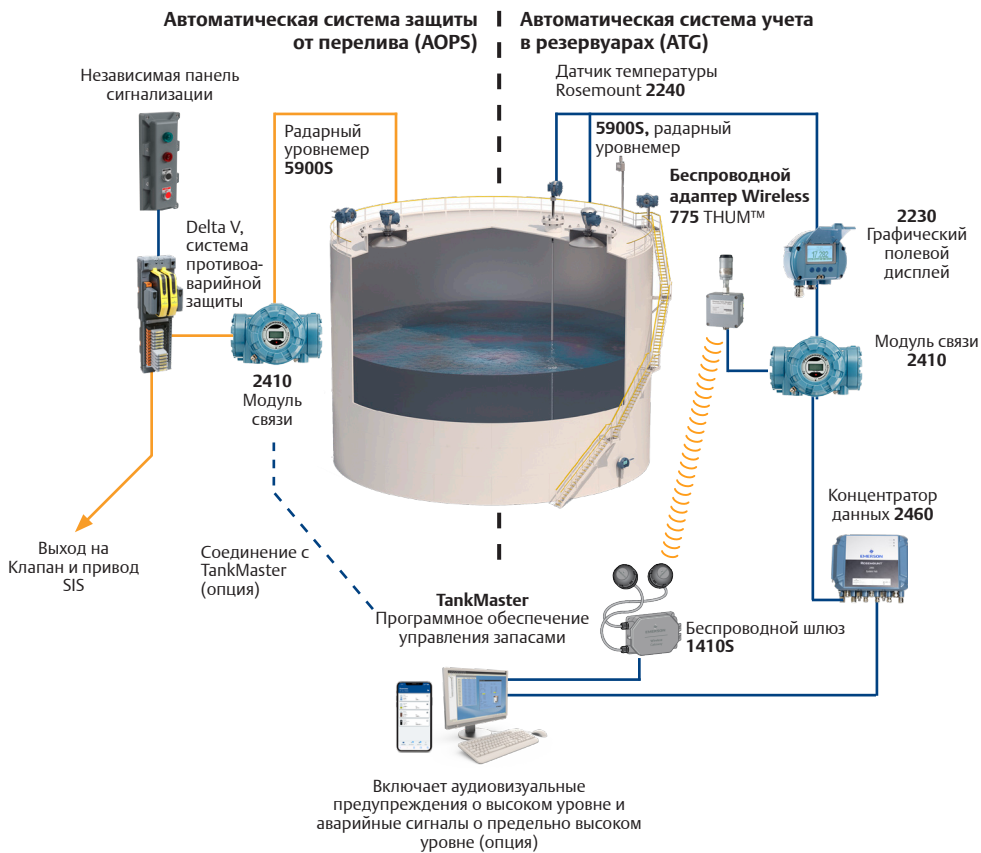 Автоматическая система защиты
от перелива (AOPS)
Автоматическая система учета
в резервуарах (ATG)
Независимая панель
сигнализации
Радарный
уровнемер
5900S
Датчик температуры
Rosemount 2240
5900S, радарный
уровнемер
Беспроводной
адаптер Wireless
775 THUM™
2230
Графический
полевой
дисплей
Delta V,
система
противоа-
варийной
защиты
2410
Модуль
связи
Модуль связи
2410
Выход на
Клапан и привод
SIS
Соединение с
TankMaster
(опция)
TankMaster
Программное обеспечение
управления запасами
Концентратор
данных 2460
EMERSON
Беспроводной шлюз
1410S
Включает аудиовизуальные
предупреждения о высоком уровне и
аварийные сигналы о предельно высоком
уровне (опция)